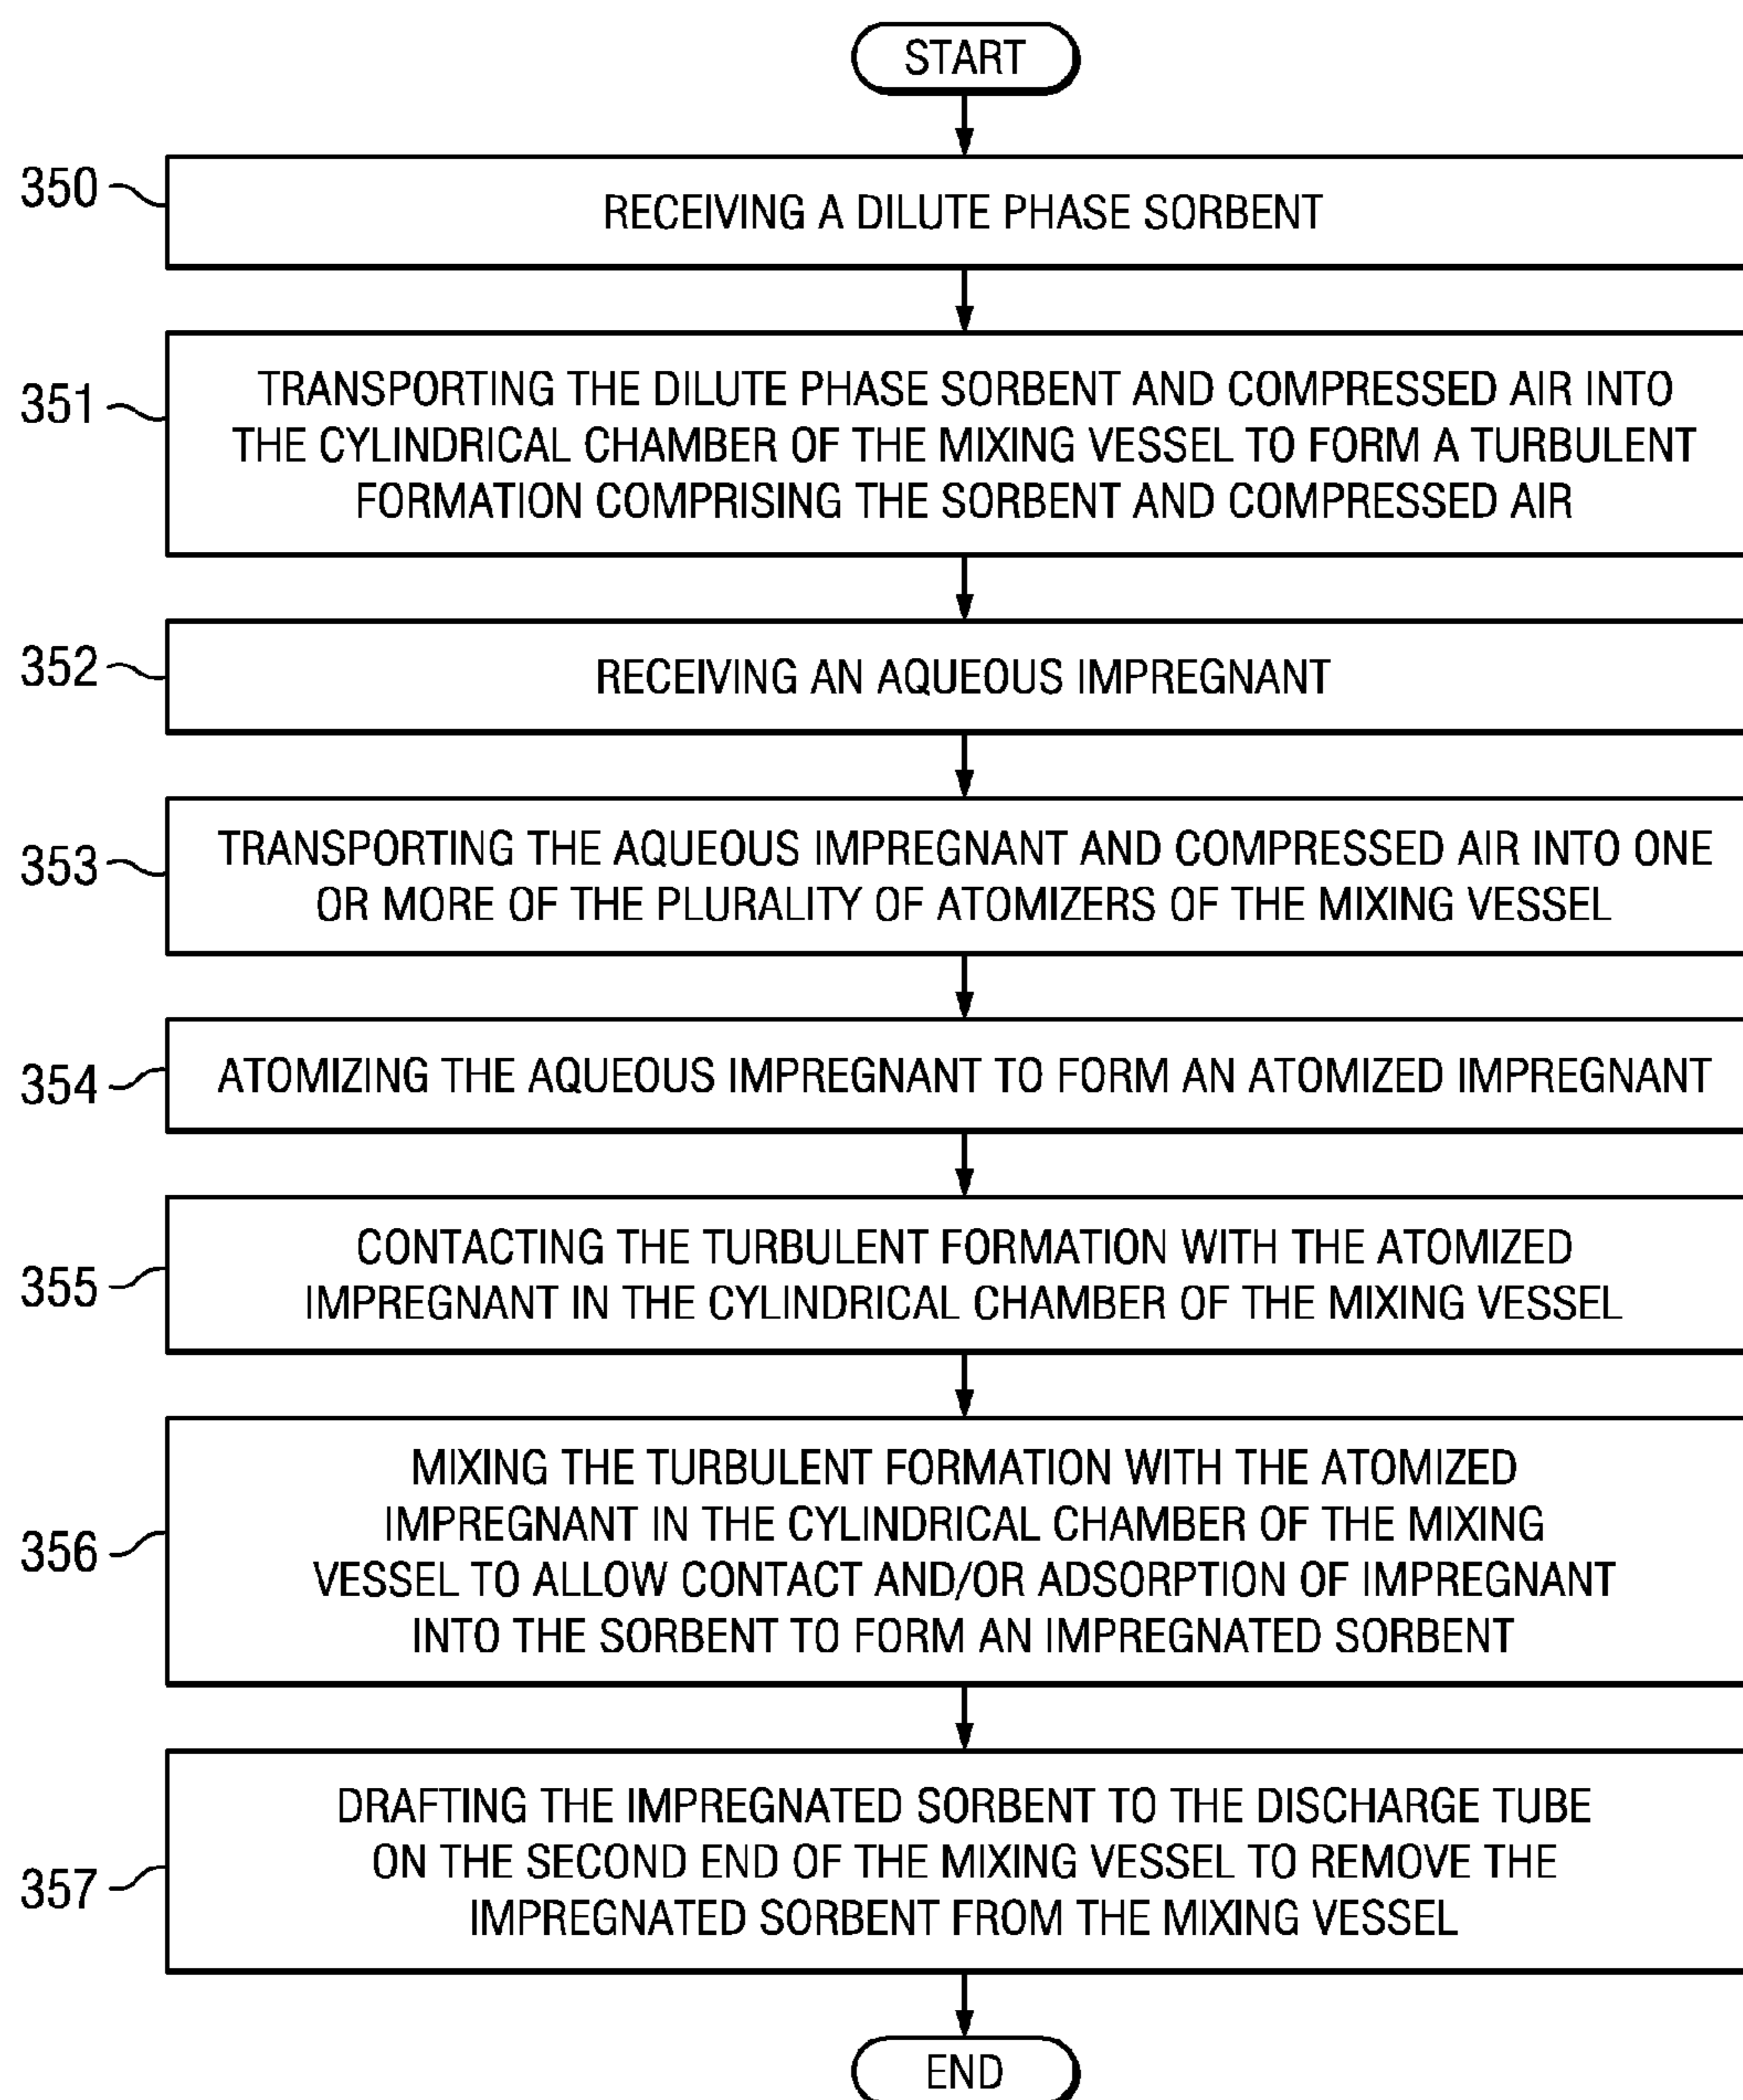 START
350
RECEIVING A DILUTE PHASE SORBENT
351
TRANSPORTING THE DILUTE PHASE SORBENT AND COMPRESSED AIR INTO
THE CYLINDRICAL CHAMBER OF THE MIXING VESSEL TO FORM A TURBULENT
FORMATION COMPRISING THE SORBENT AND COMPRESSED AIR
352
RECEIVING AN AQUEOUS IMPREGNANT
353
TRANSPORTING THE AQUEOUS IMPREGNANT AND COMPRESSED AIR INTO ONE
OR MORE OF THE PLURALITY OF ATOMIZERS OF THE MIXING VESSEL
354
ATOMIZING THE AQUEOUS IMPREGNANT TO FORM AN ATOMIZED IMPREGNANT
355
CONTACTING THE TURBULENT FORMATION WITH THE ATOMIZED
IMPREGNANT IN THE CYLINDRICAL CHAMBER OF THE MIXING VESSEL
356
MIXING THE TURBULENT FORMATION WITH THE ATOMIZED
IMPREGNANT IN THE CYLINDRICAL CHAMBER OF THE MIXING
VESSEL TO ALLOW CONTACT AND/OR ADSORPTION OF IMPREGNANT
INTO THE SORBENT TO FORM AN IMPREGNATED SORBENT
357
DRAFTING THE IMPREGNATED SORBENT TO THE DISCHARGE TUBE
ON THE SECOND END OF THE MIXING VESSEL TO REMOVE THE
IMPREGNATED SORBENT FROM THE MIXING VESSEL
END